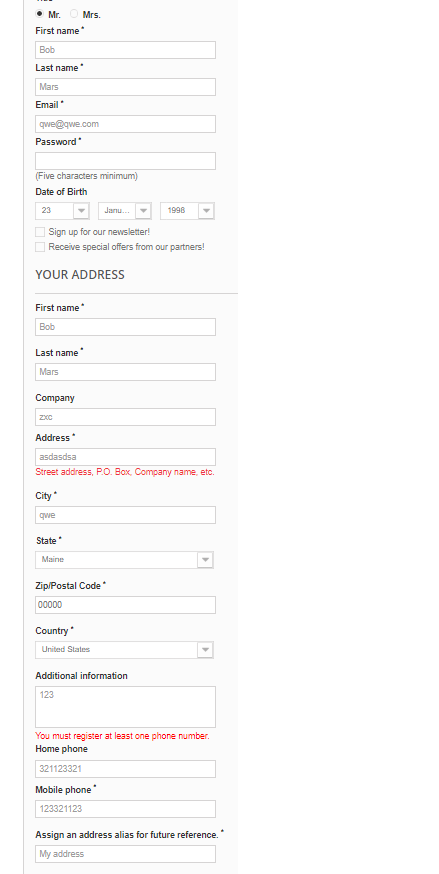 Mr. Mrs.
First name *
Bob
Last name *
Mars
Email *
qwe@qwe.com
Password *
(Five characters minimum)
Date of Birth
23 Janu... 1998
Sign up for our newsletter!
Receive special offers from our partners!
YOUR ADDRESS
First name *
Bob
Last name *
Mars
Company
zxc
Address *
asdasdsa
Street address, P.O. Box, Company name, etc.
City *
qwe
State *
Maine
Zip/Postal Code *
00000
Country *
United States
Additional information
123
You must register at least one phone number.
Home phone
321123321
Mobile phone *
123321123
Assign an address alias for future reference. *
My address